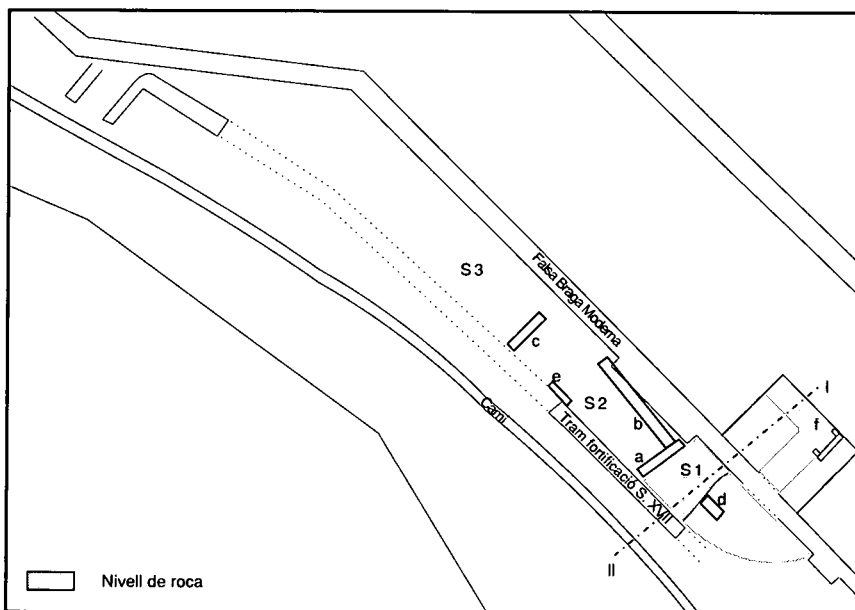 S3
Falsa Braga Moderna
c
e
S2
b
Camí
Tram fortificació S. XVII
a
S1
I
f
d
II
Nivell de roca